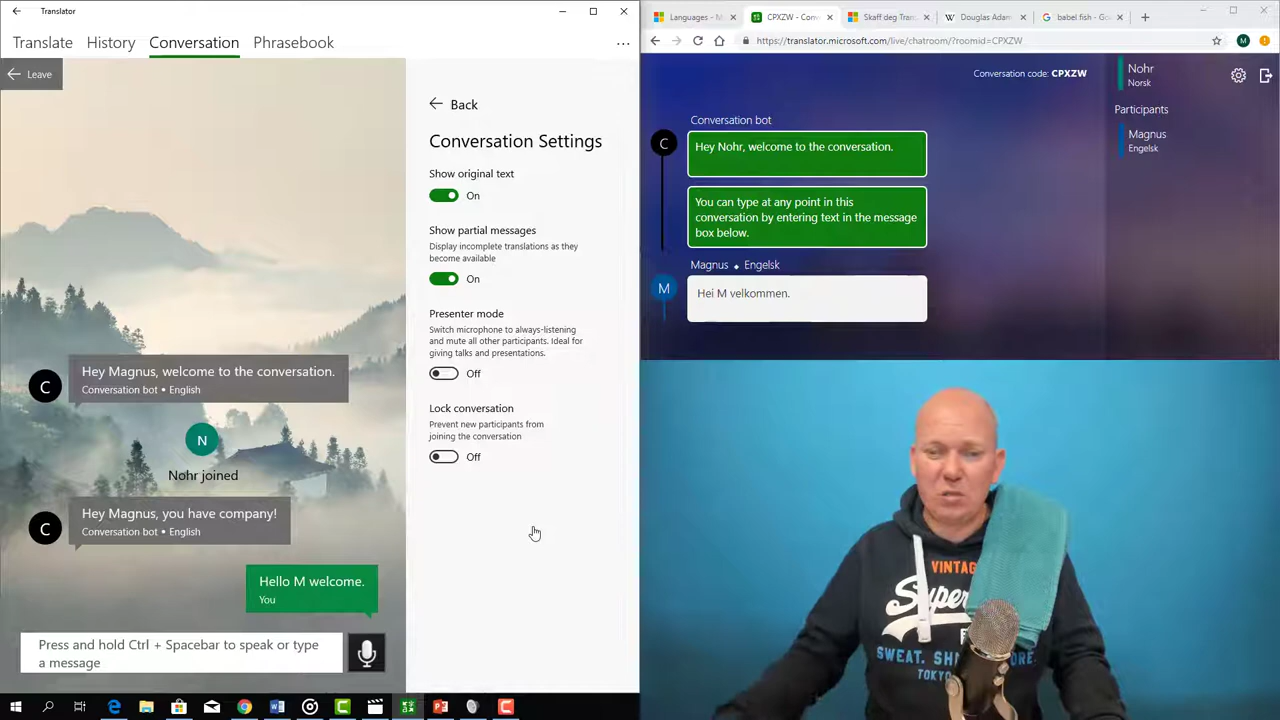 Translator
Translate
History
Conversation
Phrasebook
...
Leave
Hey Magnus, welcome to the conversation.
Conversation bot • English
N
C
Nohr joined
Hey Magnus, you have company!
Conversation bot • English
C
Hello M welcome.
You
Press and hold Ctrl + Spacebar to speak or type
a message
Back
Conversation Settings
Show original text
On
Show partial messages
Display incomplete translations as they
become available
On
Presenter mode
Switch microphone to always-listening
and mute all other participants. Ideal for
giving talks and presentations.
Off
Lock conversation
Prevent new participants from
joining the conversation
Off
Languages - M
CPXZW - Conv
Skaff deg Tran
Douglas Adam
babel fish - Go
https://translator.microsoft.com/live/chatroom/?roomid=CPXZW
M
Conversation code: CPXZW
Nohr
Norsk
Participants
Magnus
Engelsk
Conversation bot
C
Hey Nohr, welcome to the conversation.
You can type at any point in this
conversation by entering text in the message
box below.
Magnus ◆ Engelsk
M
Hei M velkommen.
VINTAG
Super
SWEAT. SH
RE.
TOKYO